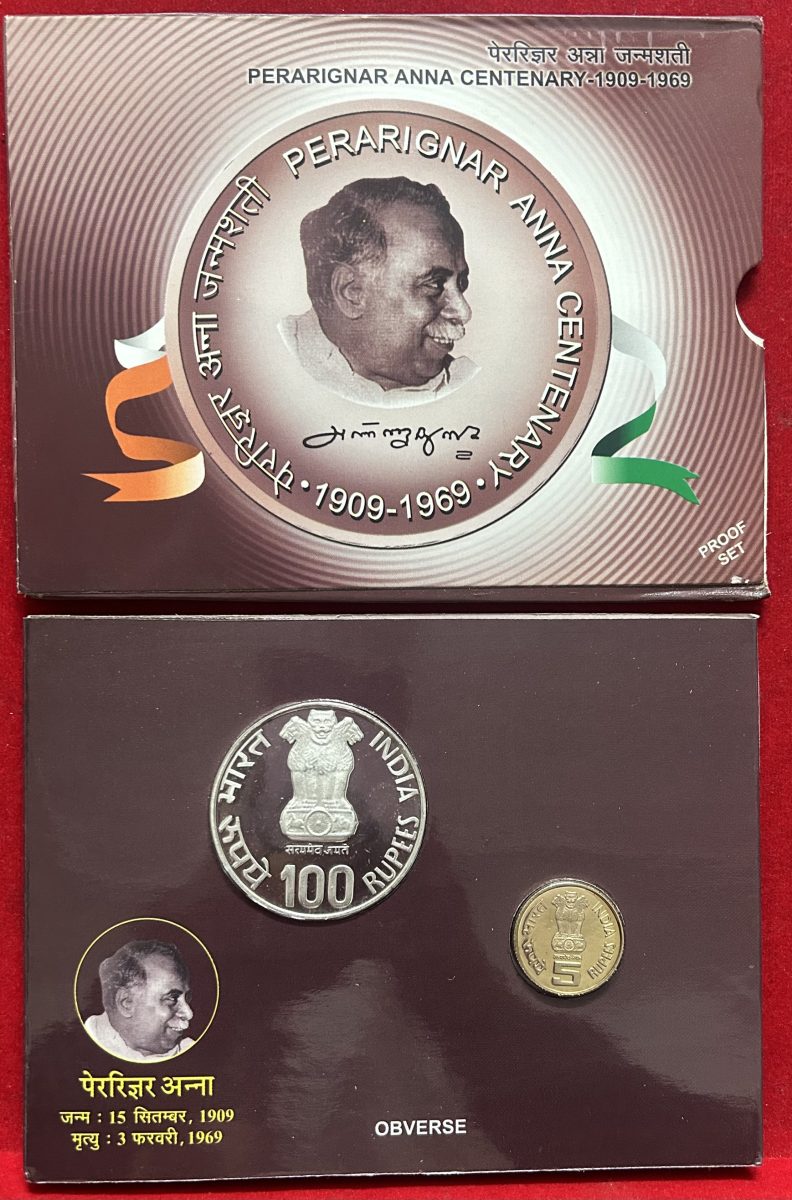 पेररिज्ञर अन्ना जन्मशती
PERARIGNAR ANNA CENTENARY-1909-1969
पेररिज्ञर अन्ना जन्मशती PERARIGNAR ANNA CENTENARY
• 1909-1969 •
PROOF
SET
भारत INDIA
सत्यमेव जयते
रूपये 100 RUPEES
भारत INDIA
रूपये 5 RUPEES
पेररिज्ञर अन्ना
जन्म : 15 सितम्बर, 1909
मृत्यु : 3 फरवरी, 1969
OBVERSE